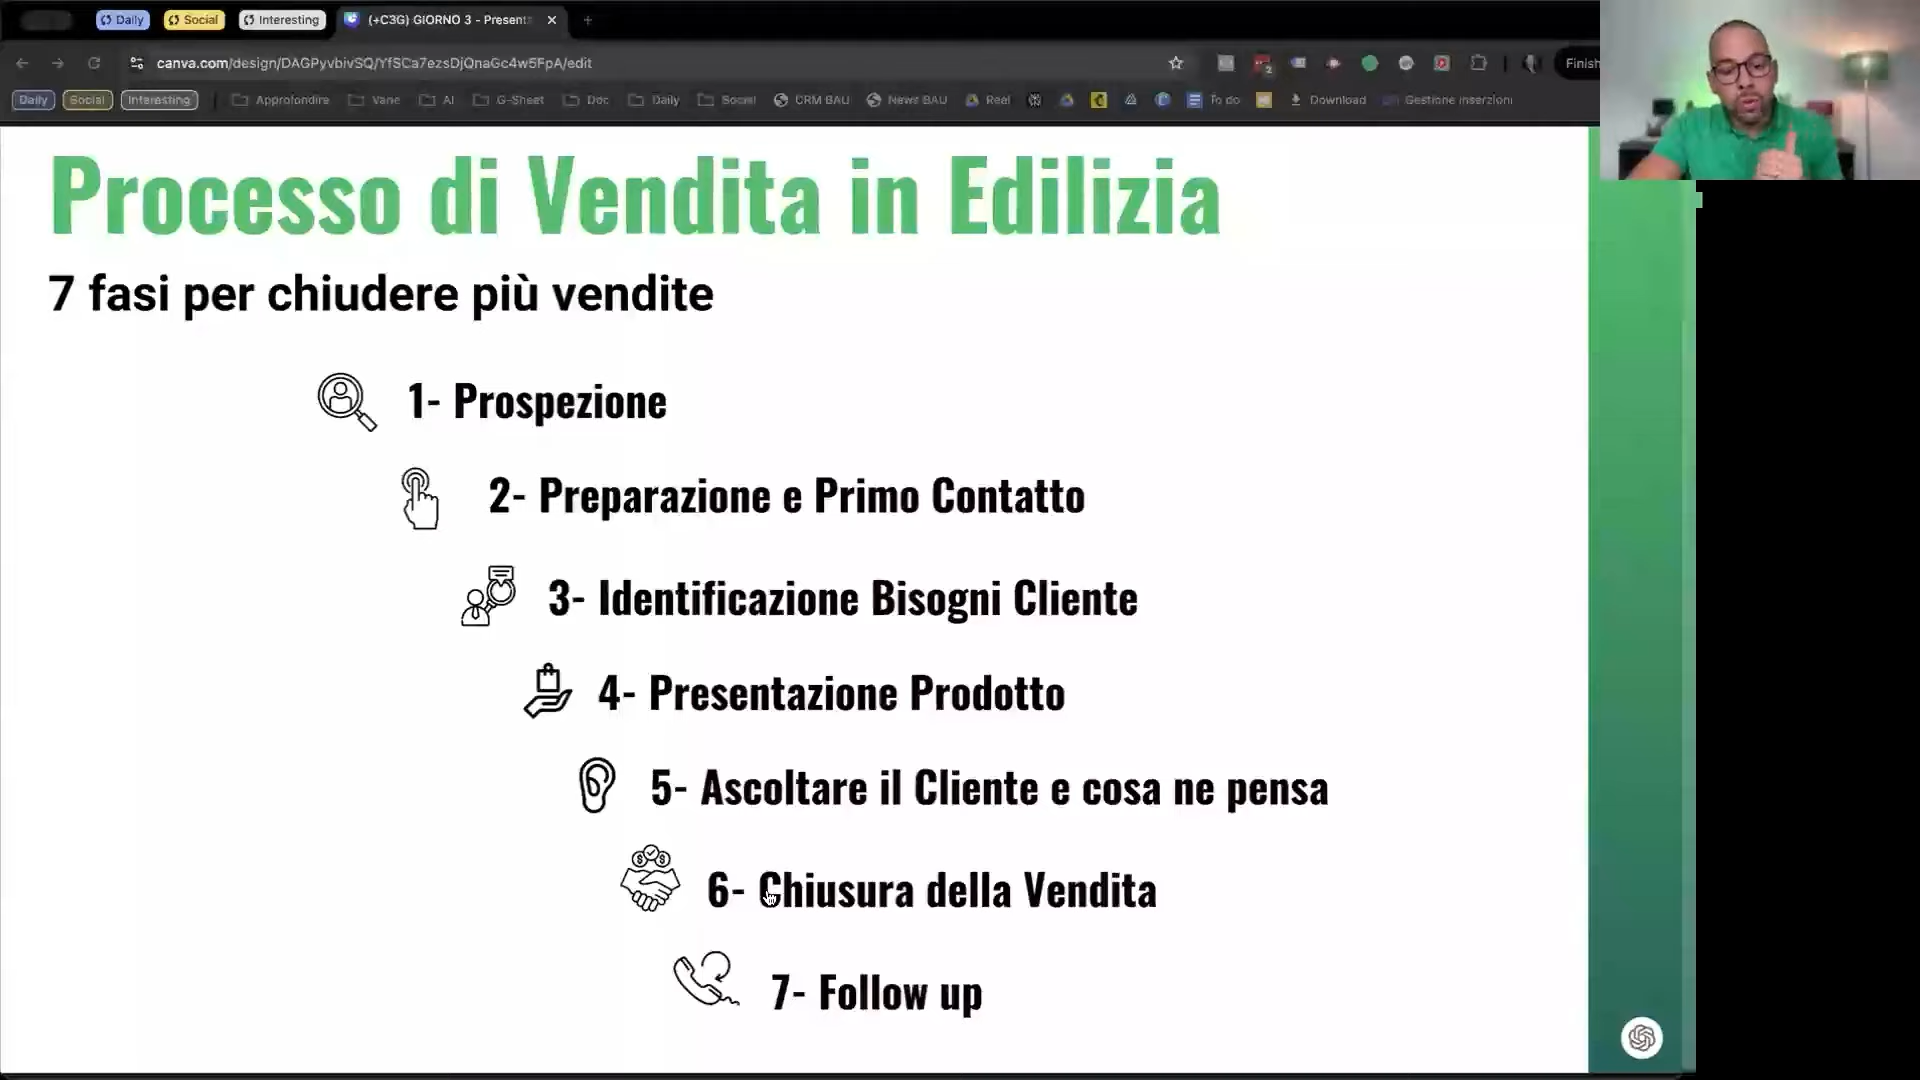 Daily
Social
Interesting
(+C3G) GIORNO 3 - Present
canva.com/design/DAGPyvbivSQ/YfSCa7ezsDjQnaGc4w5FpA/edit
Finish
Daily
Social
Interesting
Approfondire
Vane
AI
G-Sheet
Doc
Daily
Social
CRM BAU
News BAU
Real
To do
Download
Gestione inserzioni
Processo di Vendita in Edilizia
7 fasi per chiudere più vendite
1- Prospezione
2- Preparazione e Primo Contatto
3- Identificazione Bisogni Cliente
4- Presentazione Prodotto
5- Ascoltare il Cliente e cosa ne pensa
6- Chiusura della Vendita
7- Follow up